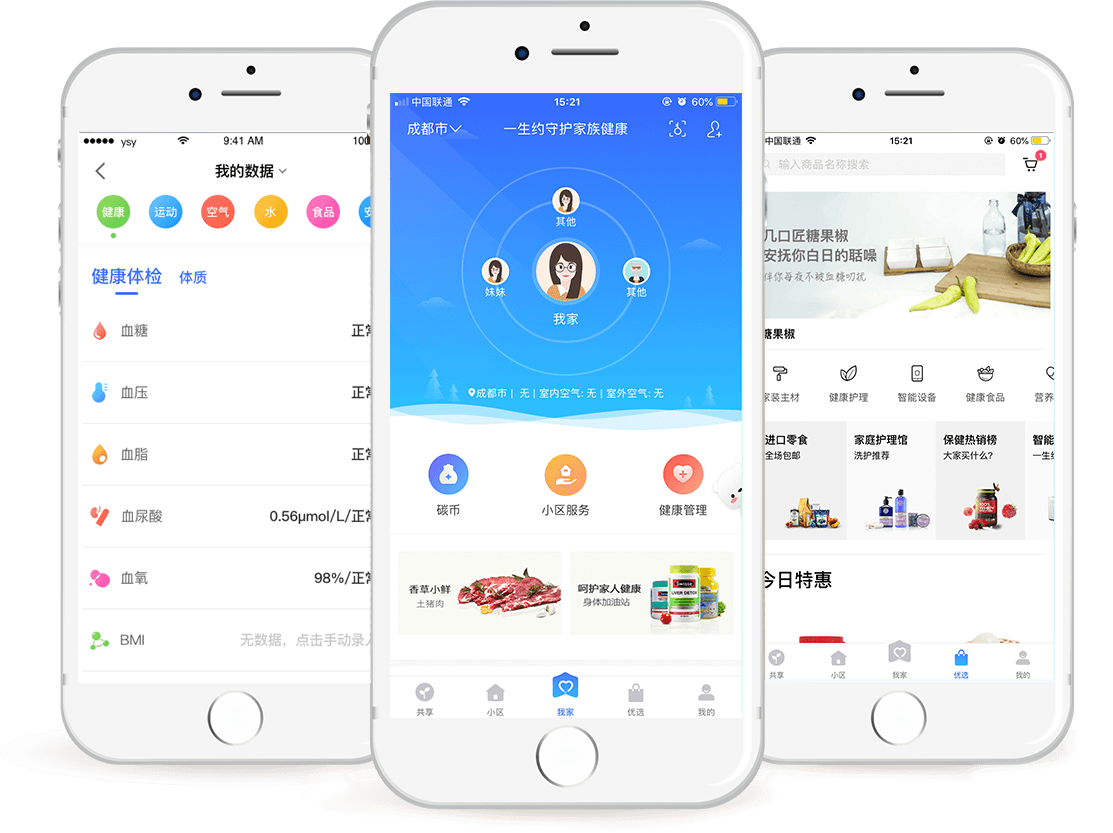 ysy
9:41 AM
100
我的数据
健康
运动
空气
水
食品
健康体检
体质
血糖
正常
血压
正常
血脂
正常
血尿酸
0.56μmol/L/正常
血氧
98%/正常
BMI
无数据，点击手动录入
中国联通
15:21
60%
成都市
一生约守护家族健康
其他
妹妹
其他
我家
成都市 | 无 | 室内空气: 无 | 室外空气: 无
碳币
小区服务
健康管理
香草小鲜
土猪肉
呵护家人健康
身体加油站
Swisse
LIVER DETOX
共享
小区
我家
优选
我的
中国联通
15:21
60%
1
输入商品名称搜索
几口匠糖果椒
安抚你白日的聒噪
伴你每夜不被血糖叨扰
糖果椒
家装主材
健康护理
智能设备
健康食品
营养
进口零食
全场包邮
家庭护理馆
洗护推荐
保健热销榜
大家买什么?
智能
一生约
今日特惠
共享
小区
我家
优选
我的